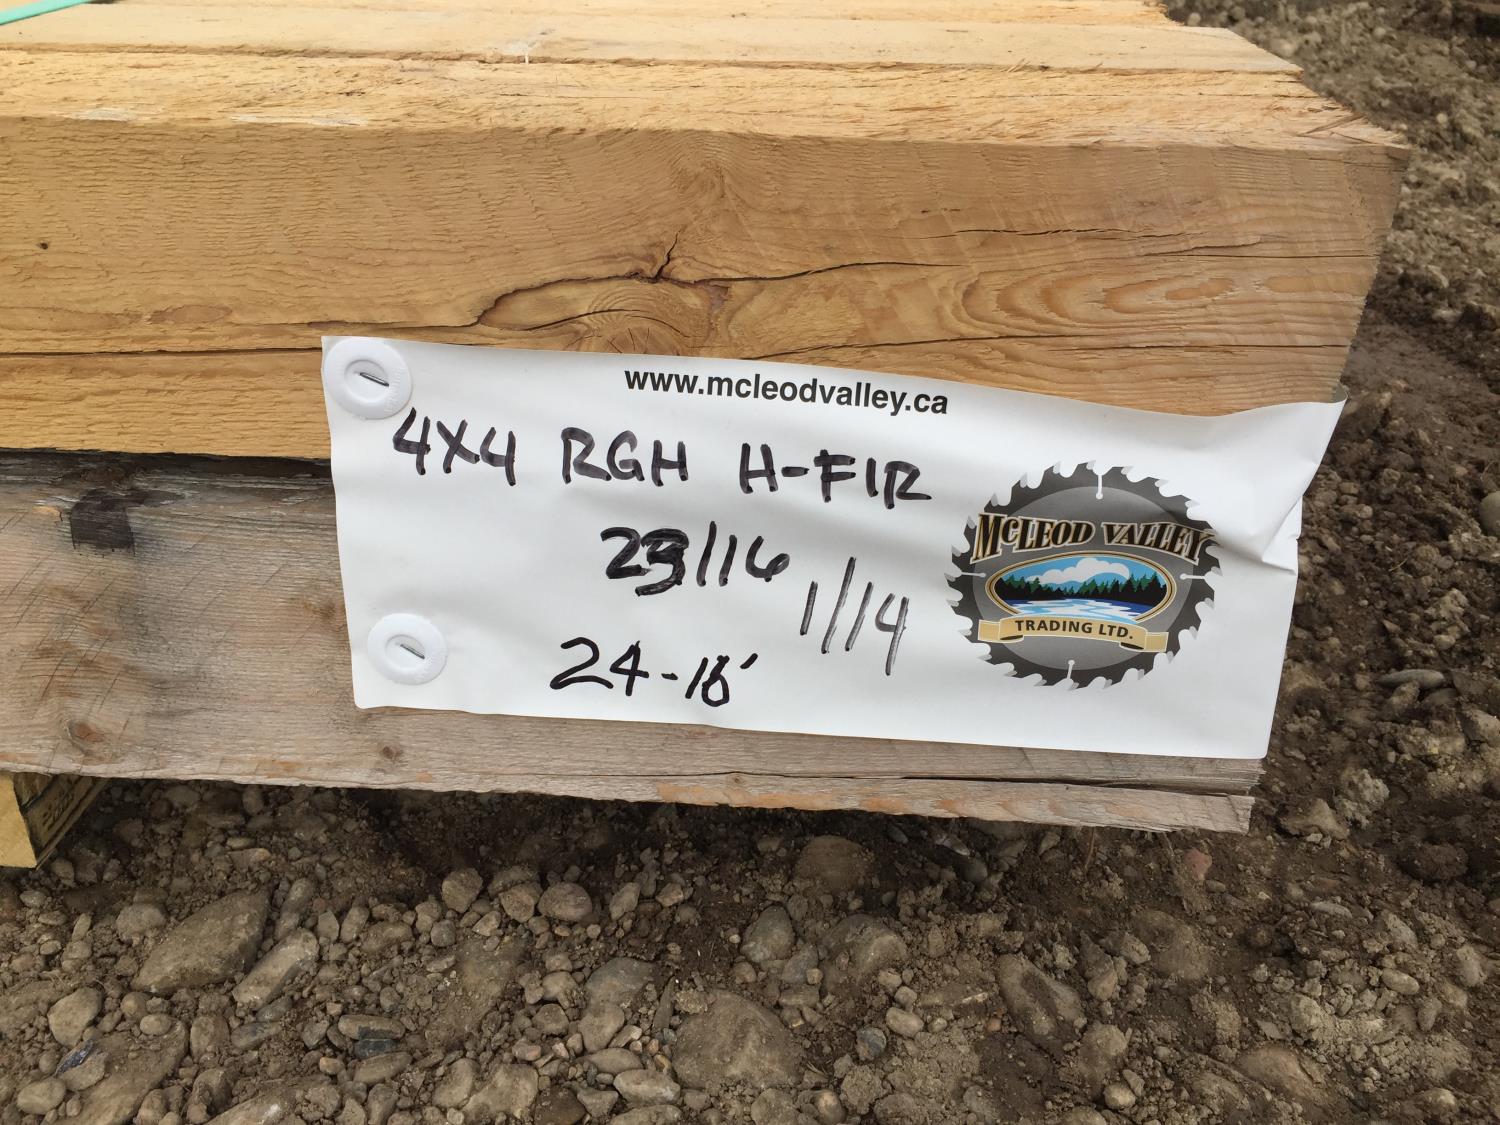 www.mcleodvalley.ca
4X4 RGH H-FIR
23/16 1/14
24-16'
McLEOD VALLEY
TRADING LTD.